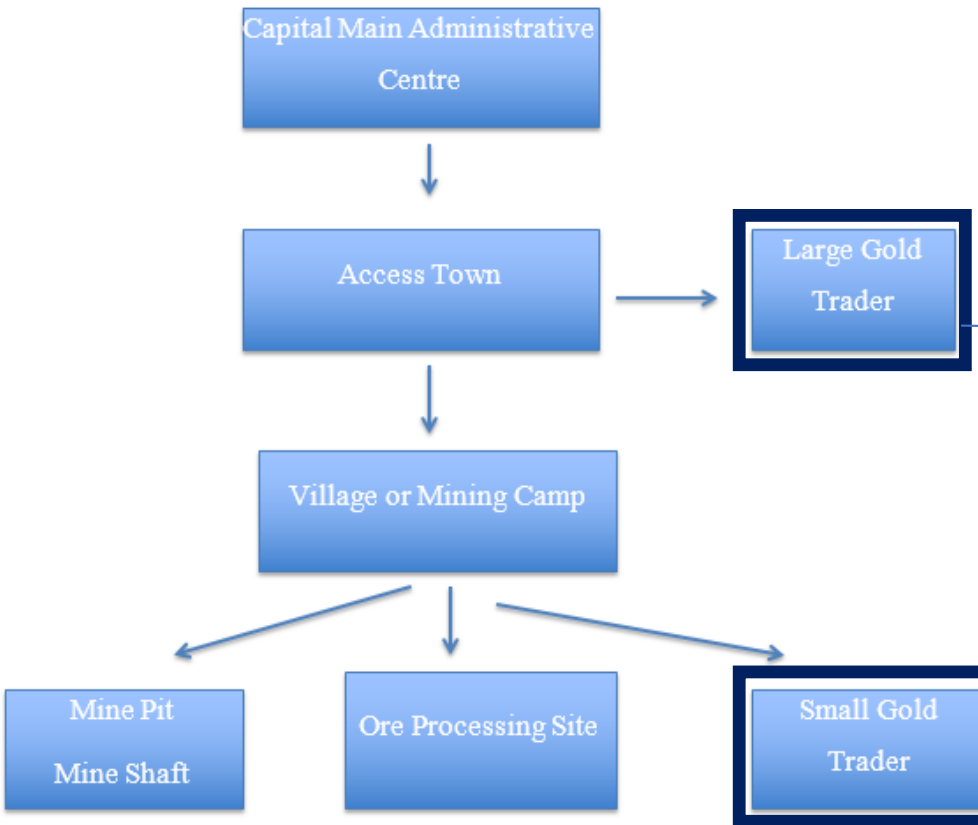 Capital Main Administrative
Centre
Access Town
Large Gold
Trader
Village or Mining Camp
Mine Pit
Mine Shaft
Ore Processing Site
Small Gold
Trader